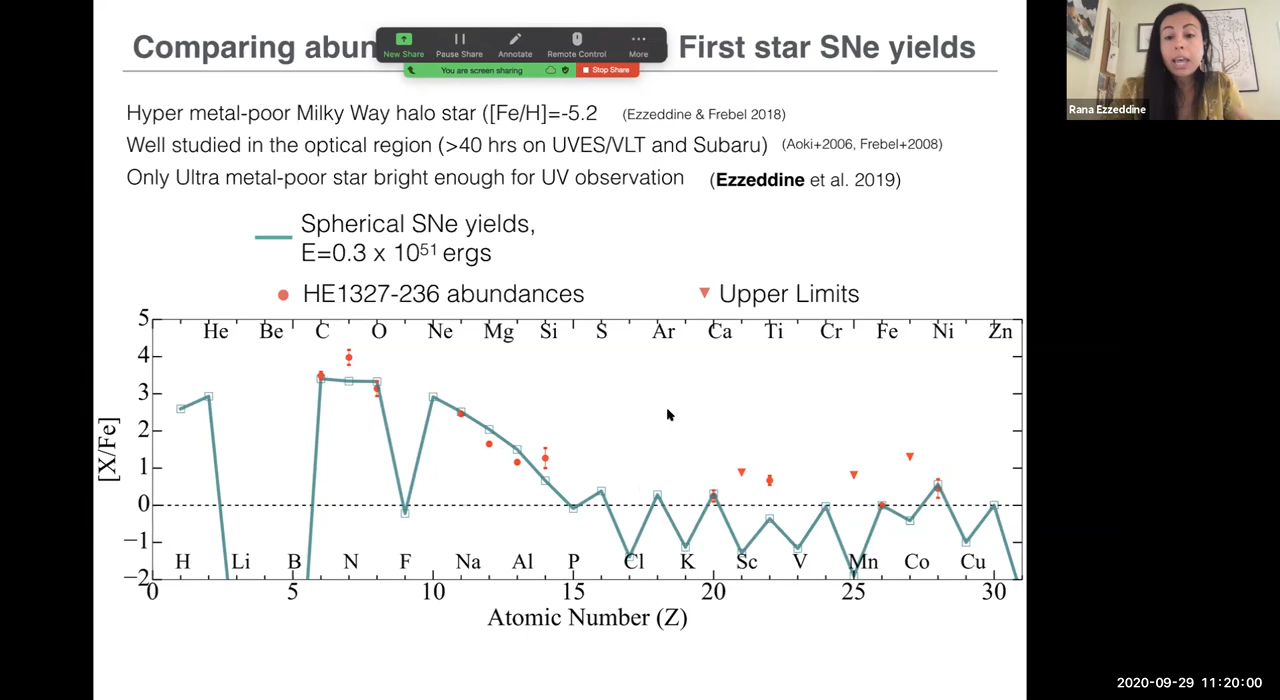 Comparing abun First star SNe yields
New Share Pause Share Annotate Remote Control More
You are screen sharing Stop Share
Rana Ezzeddine
Hyper metal-poor Milky Way halo star ([Fe/H]=-5.2 (Ezzeddine & Frebel 2018)
Well studied in the optical region (>40 hrs on UVES/VLT and Subaru) (Aoki+2006, Frebel+2008)
Only Ultra metal-poor star bright enough for UV observation (Ezzeddine et al. 2019)
Spherical SNe yields,
E=0.3 x 10⁵¹ ergs
HE1327-236 abundances Upper Limits
5
He Be C O Ne Mg Si S Ar Ca Ti Cr Fe Ni Zn
4
3
2
[X/Fe]
1
0
−1
H Li B N F Na Al P Cl K Sc V Mn Co Cu
−2
0 5 10 15 20 25 30
Atomic Number (Z)
2020-09-29 11:20:00